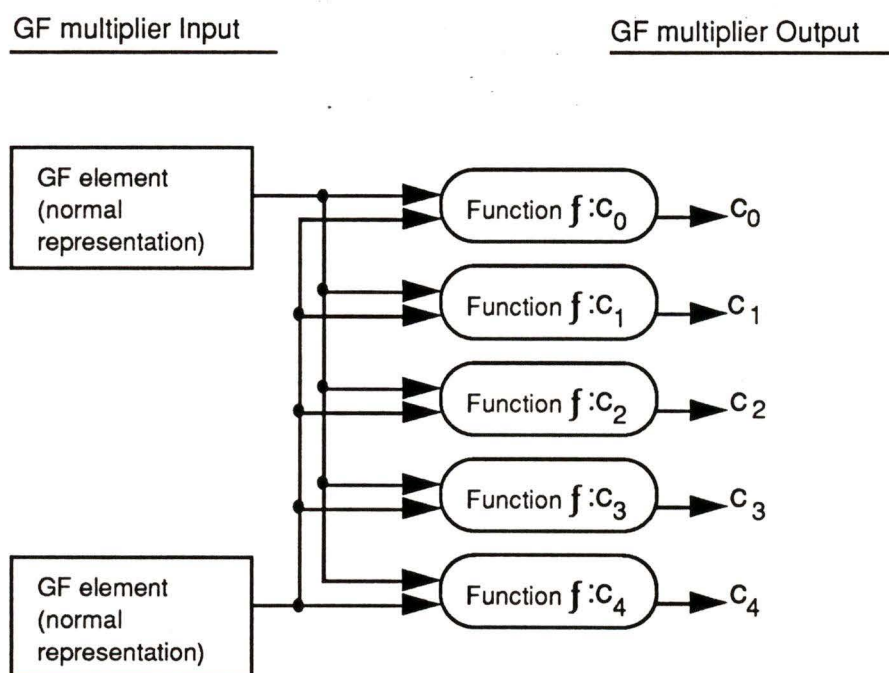 GF multiplier Input
GF multiplier Output
GF element
(normal
representation)
Function f:C0
C0
Function f:C1
C1
Function f:C2
C2
Function f:C3
C3
GF element
(normal
representation)
Function f:C4
C4